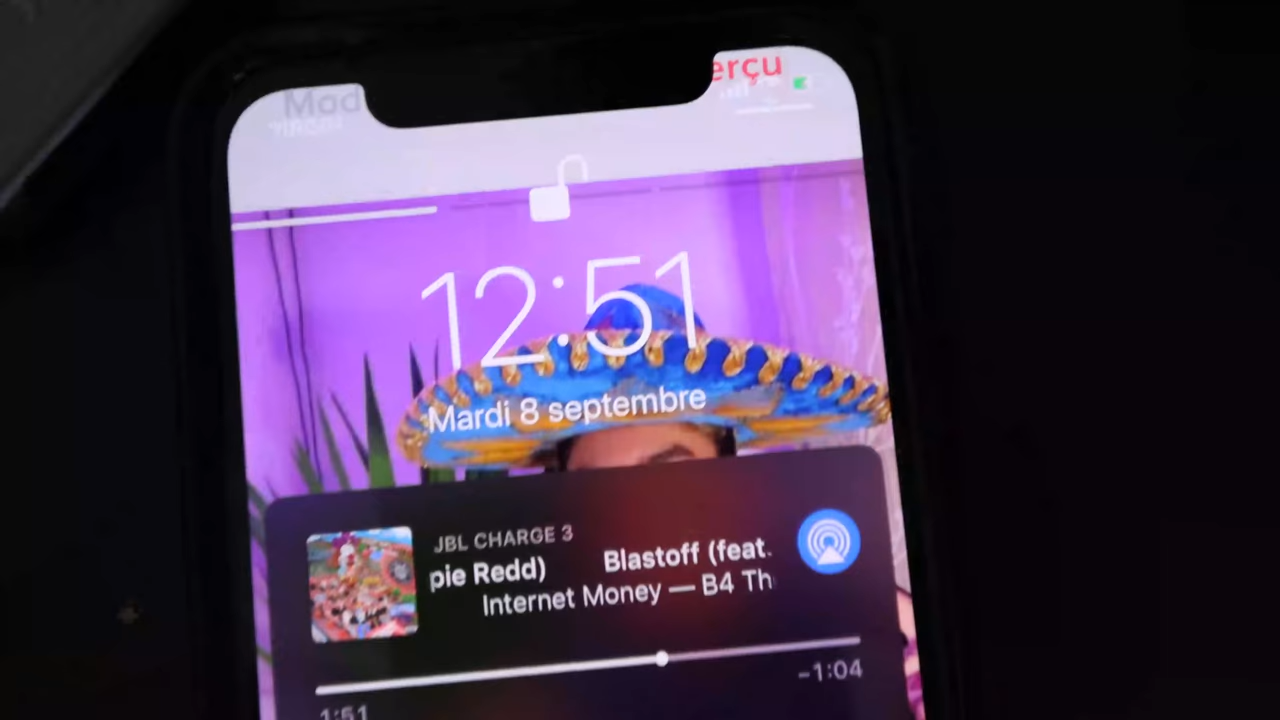 Mod
erçu
12:51
Mardi 8 septembre
JBL CHARGE 3
pie Redd) Blastoff (feat.
Internet Money — B4 Th
1:51
-1:04